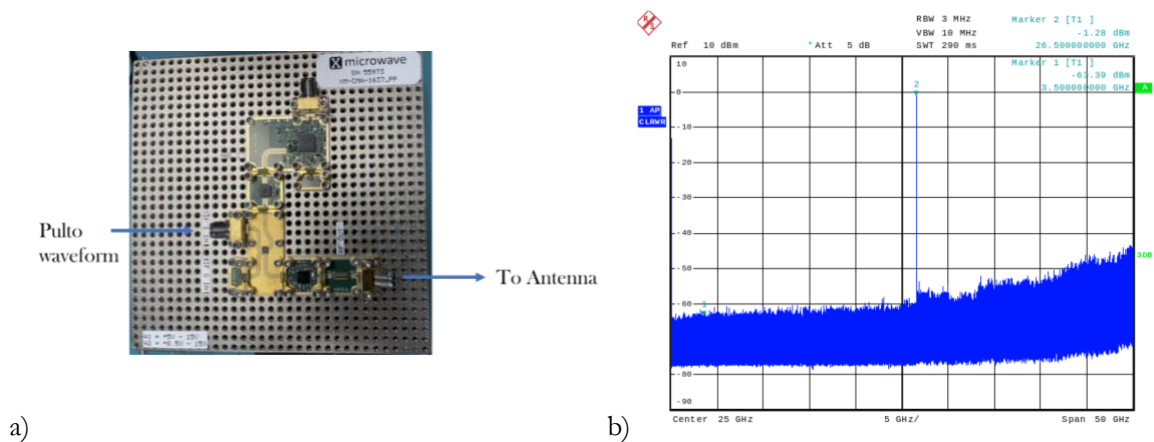 X microwave
Pulto
waveform
To Antenna
a)
R
S
RBW 3 MHz
VBW 10 MHz
SWT 290 ms
Ref 10 dBm
*Att 5 dB
Marker 2 [T1 ]
-1.28 dBm
26.500000000 GHz
Marker 1 [T1 ]
-63.39 dBm
3.500000000 GHz
1 AP
CLRWR
A
3DB
10
0
-10
-20
-30
-40
-50
-60
-70
-80
-90
2
1
Center 25 GHz
5 GHz/
Span 50 GHz
b)